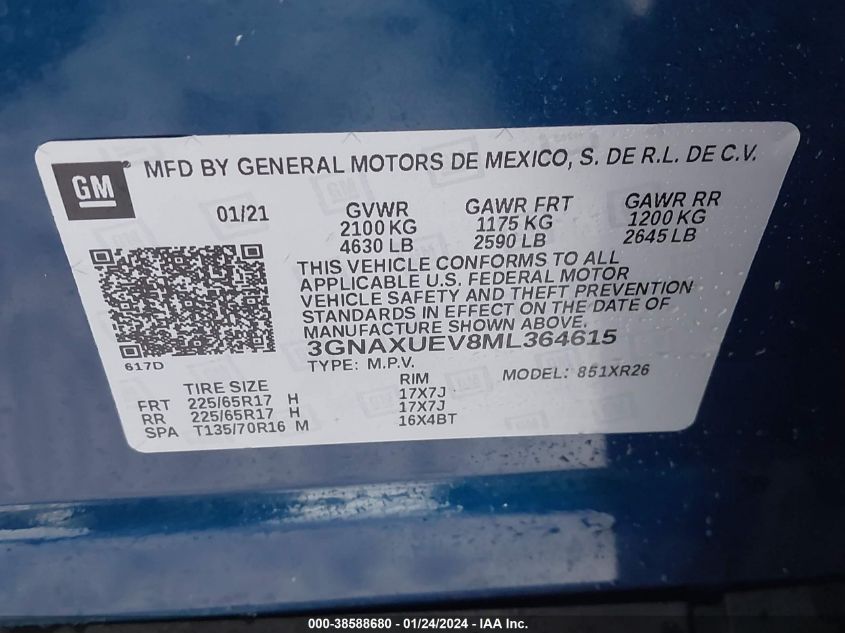 GM® MFD BY GENERAL MOTORS DE MEXICO, S. DE R.L. DE C.V.
01/21 GVWR GAWR FRT GAWR RR
2100 KG 1175 KG 1200 KG
4630 LB 2590 LB 2645 LB
THIS VEHICLE CONFORMS TO ALL
APPLICABLE U.S. FEDERAL MOTOR
VEHICLE SAFETY AND THEFT PREVENTION
STANDARDS IN EFFECT ON THE DATE OF
MANUFACTURE SHOWN ABOVE.
3GNAXUEV8ML364615
617D TYPE: M.P.V. MODEL: 851XR26
TIRE SIZE RIM
FRT 225/65R17 H 17X7J
RR 225/65R17 H 17X7J
SPA T135/70R16 M 16X4BT
000-38588680 - 01/24/2024 - IAA Inc.